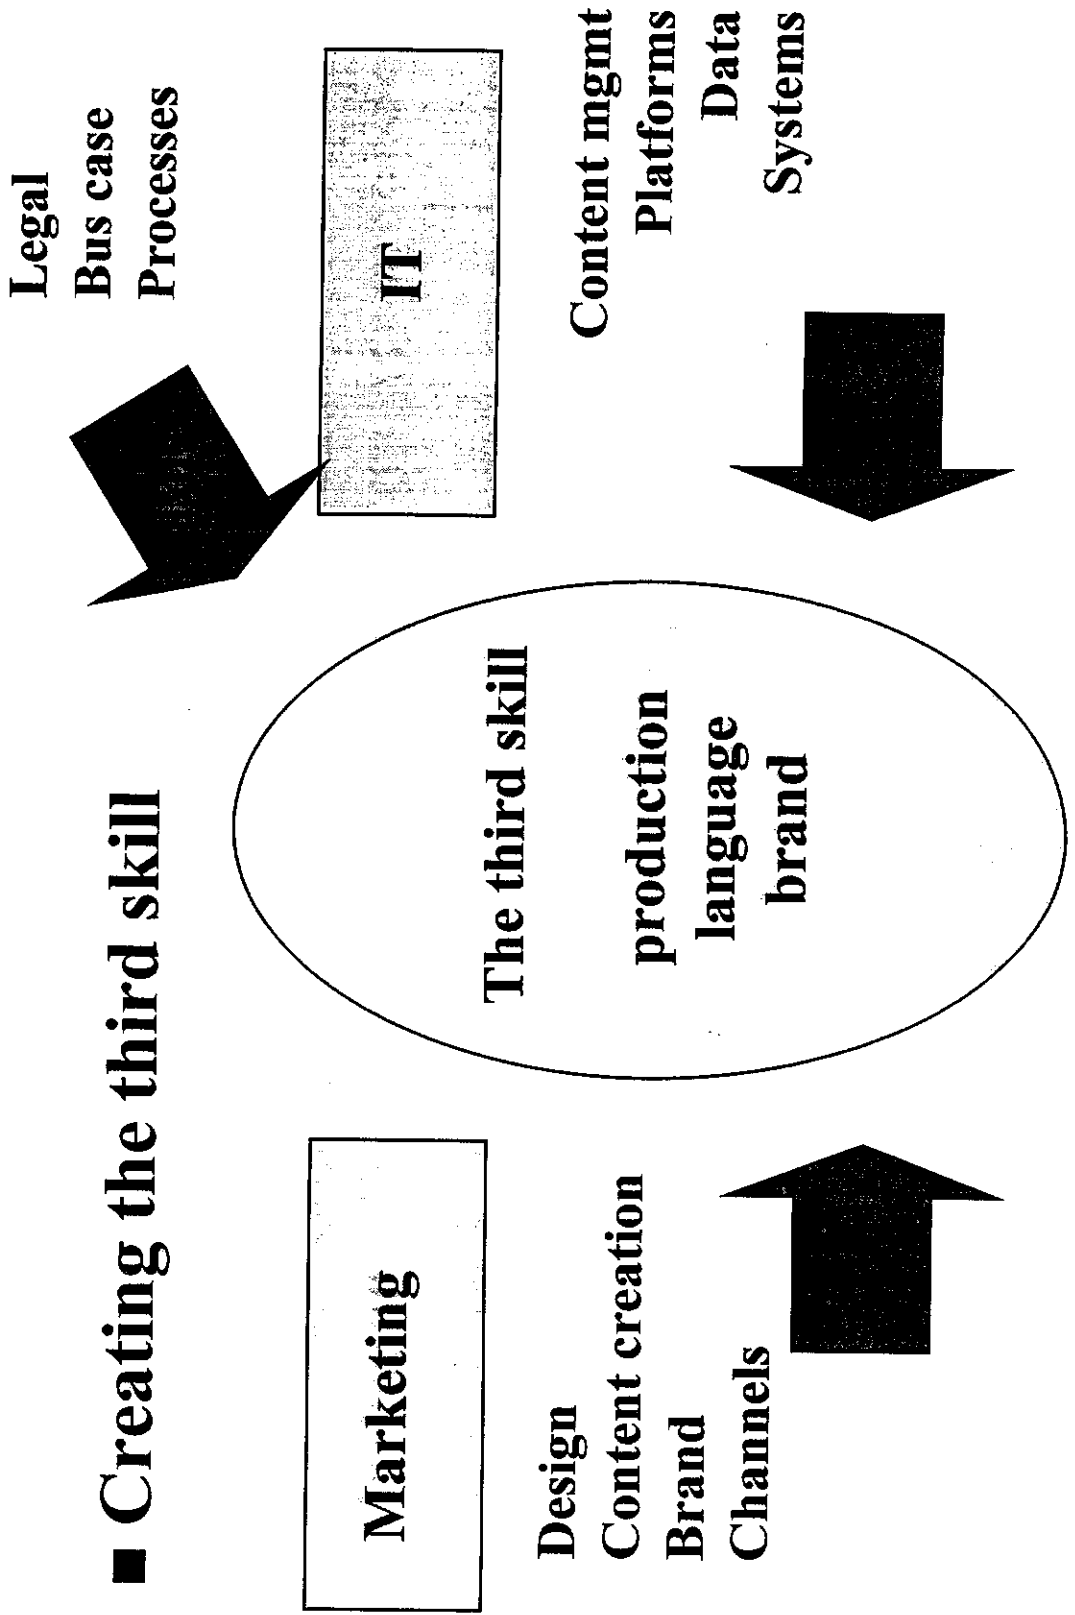 ■ Creating the third skill
Legal
Bus case
Processes
Marketing
IT
Design
Content creation
Brand
Channels
The third skill
production
language
brand
Content mgmt
Platforms
Data
Systems